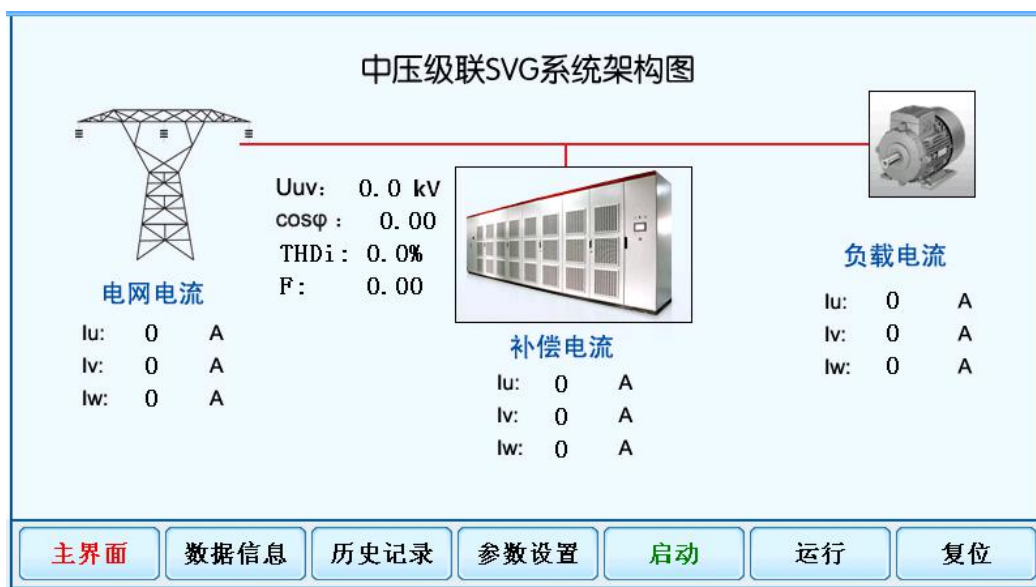 中压级联SVG系统架构图
Uuv: 0.0 kV
cosφ : 0.00
THDi: 0.0%
F: 0.00
电网电流
Iu: 0 A
Iv: 0 A
Iw: 0 A
补偿电流
Iu: 0 A
Iv: 0 A
Iw: 0 A
负载电流
Iu: 0 A
Iv: 0 A
Iw: 0 A
主界面 数据信息 历史记录 参数设置 启动 运行 复位